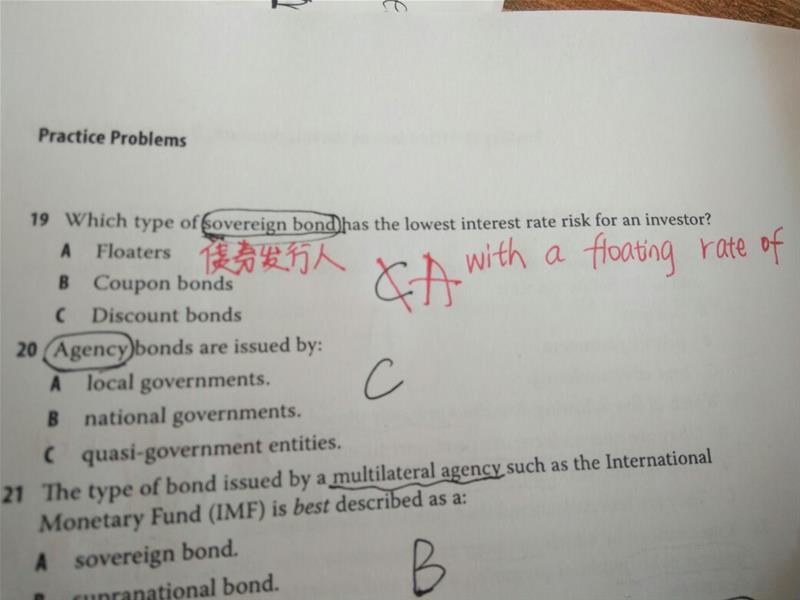 Practice Problems
19 Which type of sovereign bond has the lowest interest rate risk for an investor?
A Floaters
债券发行人
C A with a floating rate of
B Coupon bonds
C Discount bonds
20 Agency bonds are issued by:
A local governments.
C
B national governments.
C quasi-government entities.
21 The type of bond issued by a multilateral agency such as the International
Monetary Fund (IMF) is best described as a:
A sovereign bond.
B
B supranational bond.